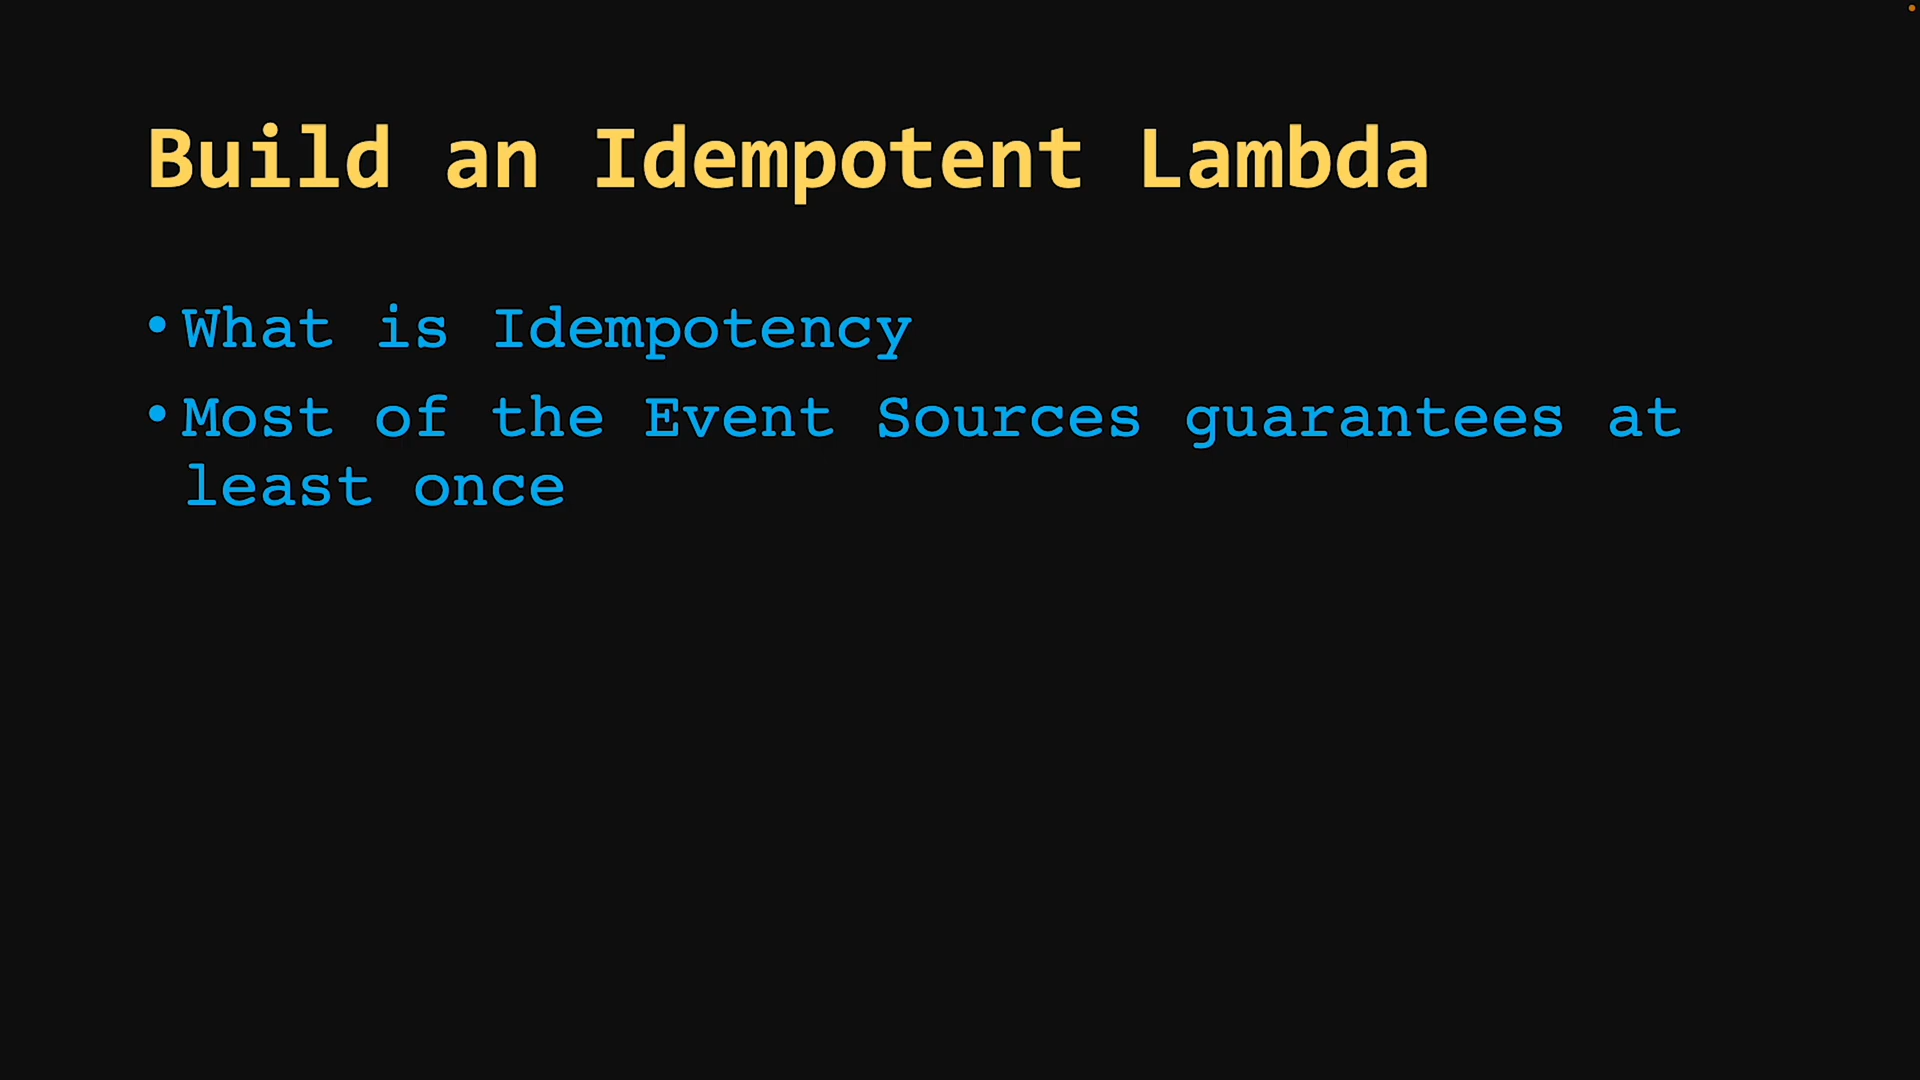 Build an Idempotent Lambda
•What is Idempotency
•Most of the Event Sources guarantees at
least once